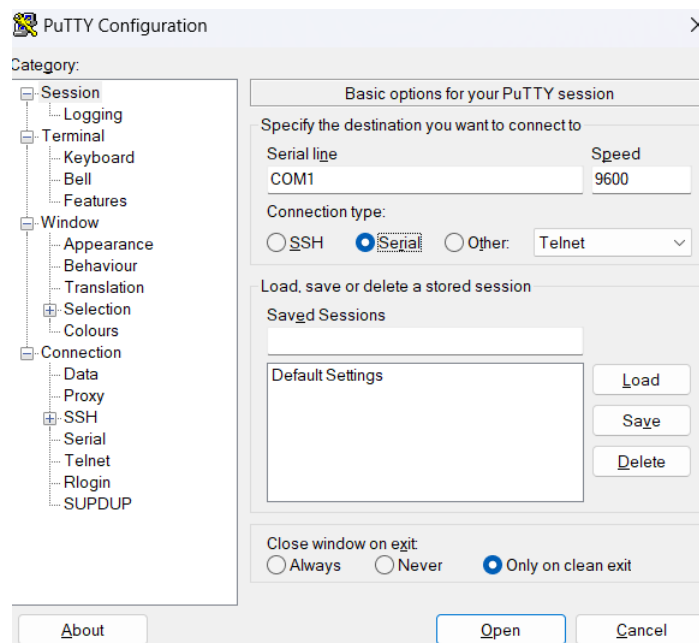 PuTTY Configuration
Category:
Session
Logging
Terminal
Keyboard
Bell
Features
Window
Appearance
Behaviour
Translation
Selection
Colours
Connection
Data
Proxy
SSH
Serial
Telnet
Rlogin
SUPDUP
Basic options for your PuTTY session
Specify the destination you want to connect to
Serial line Speed
COM1 9600
Connection type:
SSH Serial Other: Telnet
Load, save or delete a stored session
Saved Sessions
Default Settings
Load
Save
Delete
Close window on exit:
Always Never Only on clean exit
About Open Cancel